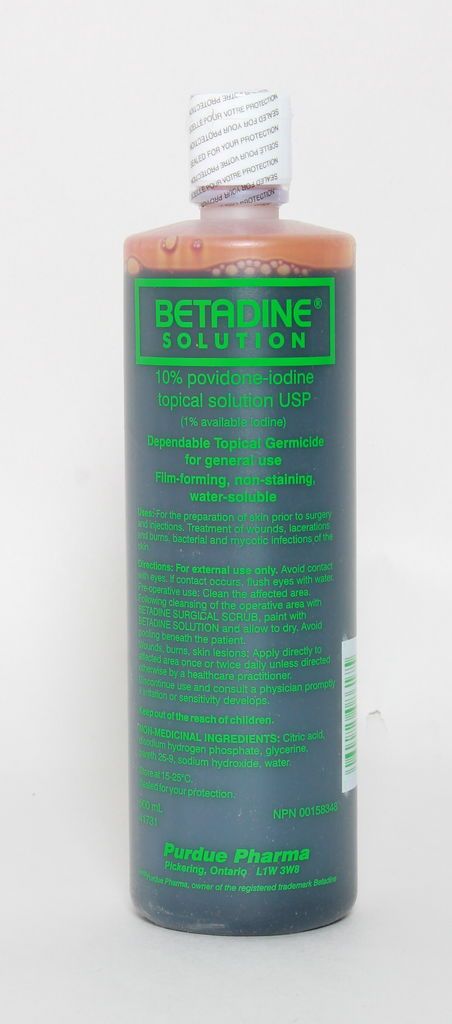 SEALED FOR YOUR PROTECTION
SCELLÉ POUR VOTRE PROTECTION
BETADINE®
SOLUTION
10% povidone-iodine
topical solution USP
(1% available iodine)
Dependable Topical Germicide
for general use
Film-forming, non-staining,
water-soluble
Uses: For the preparation of skin prior to surgery
and injections. Treatment of wounds, lacerations
and burns, bacterial and mycotic infections of the
skin.
Directions: For external use only. Avoid contact
with eyes. If contact occurs, flush eyes with water.
Pre-operative use: Clean the affected area.
Following cleansing of the operative area with
BETADINE SURGICAL SCRUB, paint with
BETADINE SOLUTION and allow to dry. Avoid
pooling beneath the patient.
Wounds, burns, skin lesions: Apply directly to
affected area once or twice daily unless directed
otherwise by a healthcare practitioner.
Discontinue use and consult a physician promptly
if irritation or sensitivity develops.
Keep out of the reach of children.
NON-MEDICINAL INGREDIENTS: Citric acid,
disodium hydrogen phosphate, glycerine,
pareth 25-9, sodium hydroxide, water.
Store at 15-25°C.
Sealed for your protection.
500 mL
NPN 00158348
41731
Purdue Pharma
Pickering, Ontario L1W 3W8
Purdue Pharma, owner of the registered trademark Betadine